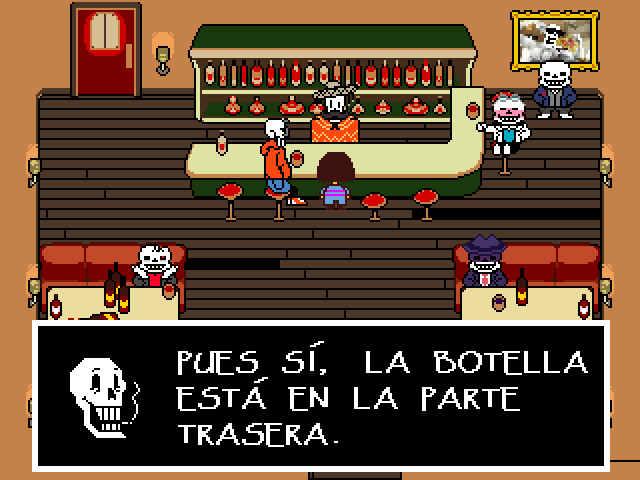 PUES SÍ, LA BOTELLA
ESTÁ EN LA PARTE
TRASERA.